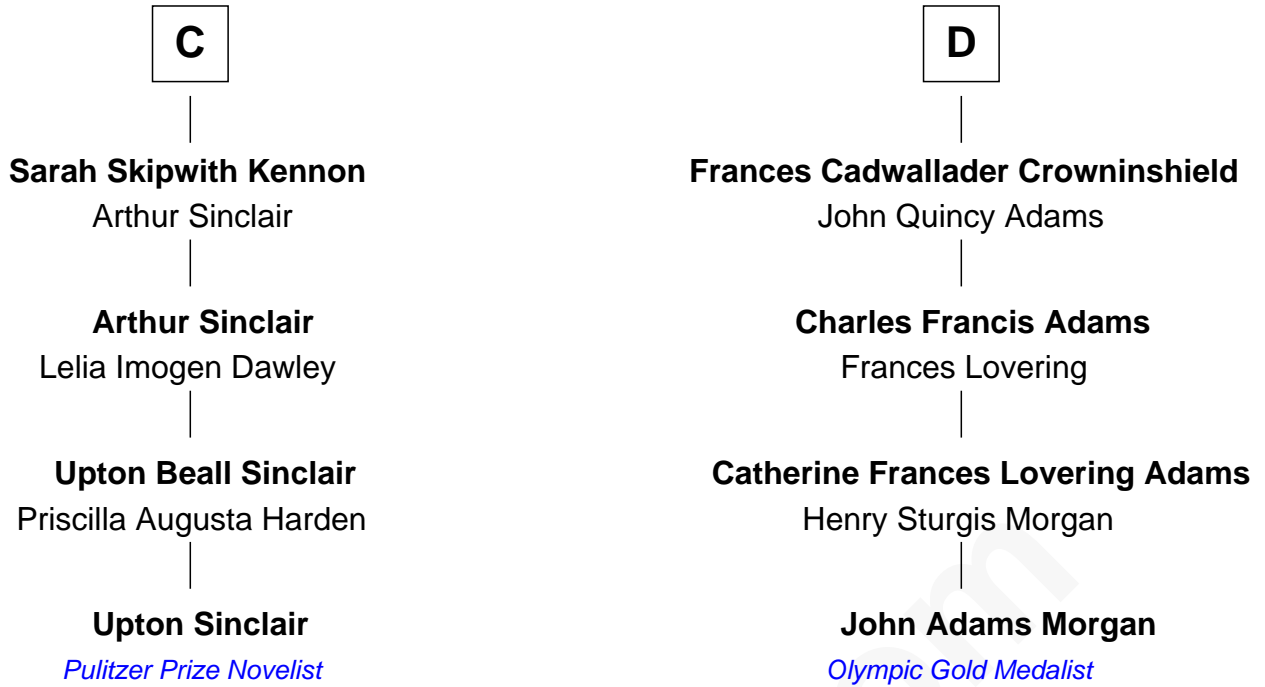 C
Sarah Skipwith Kennon
Arthur Sinclair
Arthur Sinclair
Lelia Imogen Dawley
Upton Beall Sinclair
Priscilla Augusta Harden
Upton Sinclair
Pulitzer Prize Novelist
D
Frances Cadwallader Crowninshield
John Quincy Adams
Charles Francis Adams
Frances Lovering
Catherine Frances Lovering Adams
Henry Sturgis Morgan
John Adams Morgan
Olympic Gold Medalist